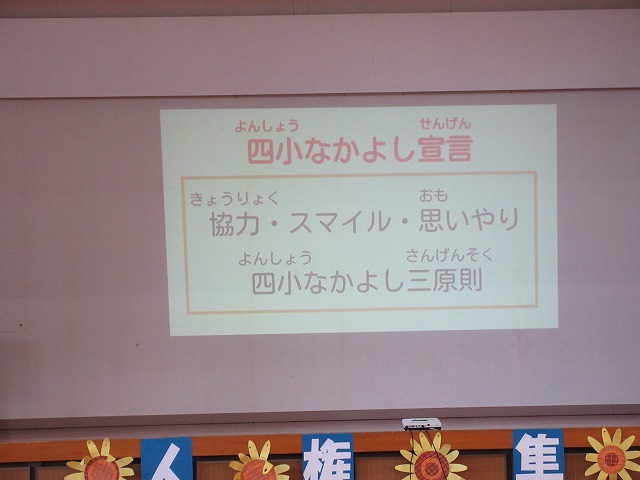 よんしょう せんげん
四小なかよし宣言
きょうりょく おも
協力・スマイル・思いやり
よんしょう さんげんそく
四小なかよし三原則
人 権 集